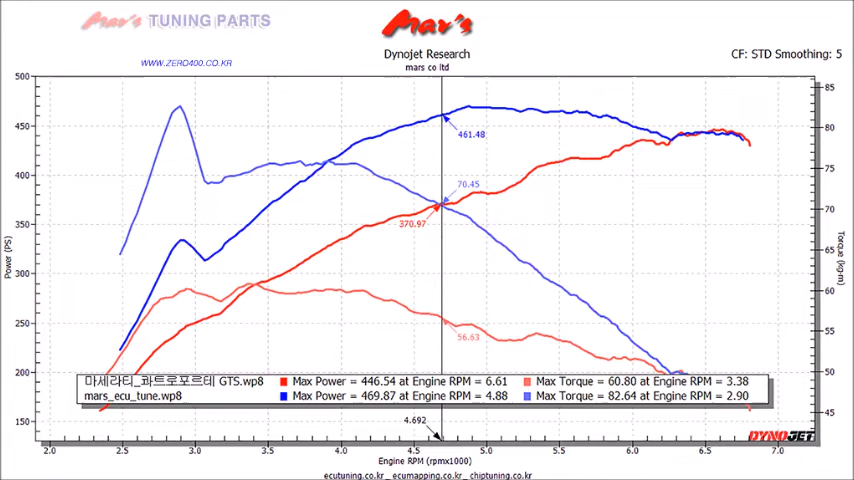 Mars TUNING PARTS
Mars
Dynojet Research
CF: STD Smoothing: 5
mars co ltd
WWW.ZERO400.CO.KR
500
450
400
350
300
250
200
150
Power (PS)
85
80
75
70
65
60
55
50
45
Torque (kgm)
461.48
70.45
370.97
56.63
마세라티_콰트로포르테 GTS.wp8 Max Power = 446.54 at Engine RPM = 6.61 Max Torque = 60.80 at Engine RPM = 3.38
mars_ecu_tune.wp8 Max Power = 469.87 at Engine RPM = 4.88 Max Torque = 82.64 at Engine RPM = 2.90
4.692
DYNOJET
2.0 2.5 3.0 3.5 4.0 4.5 5.0 5.5 6.0 6.5 7.0
Engine RPM (rpmx1000)
ecutuning.co.kr _ ecumapping.co.kr _ chiptuning.co.kr